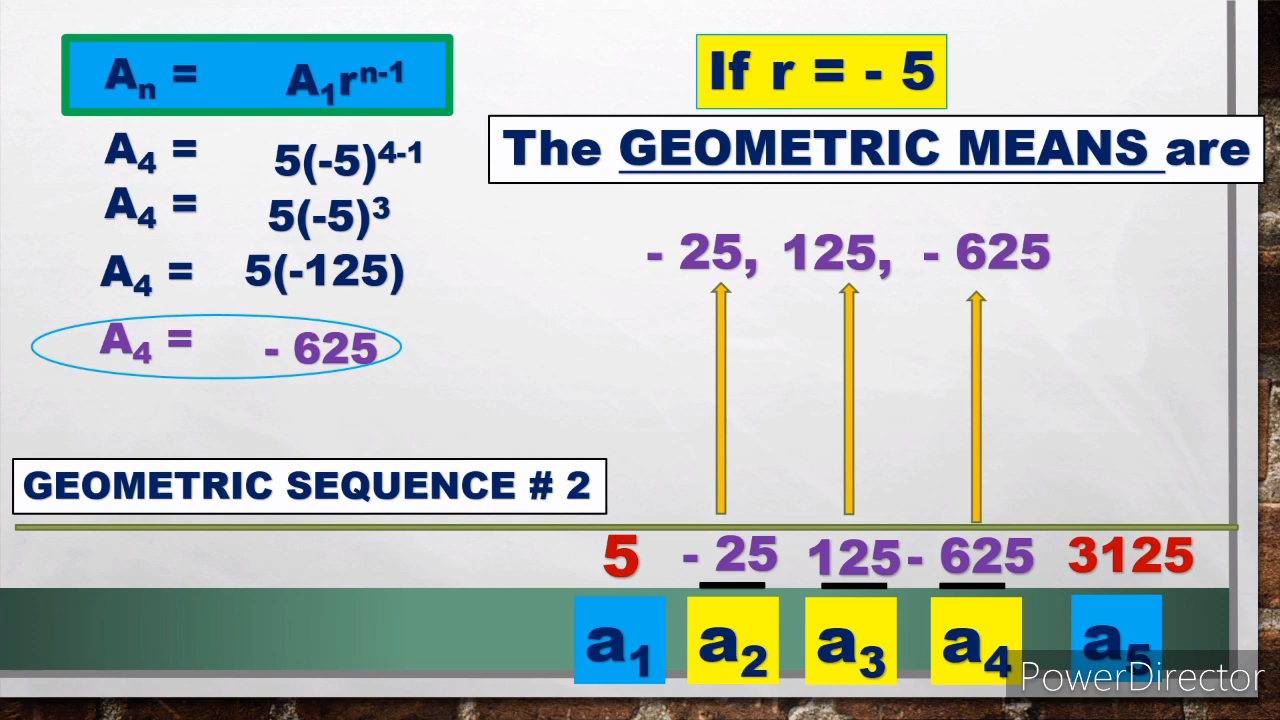 Aₙ = A₁rⁿ⁻¹
A₄ = 5(-5)⁴⁻¹
A₄ = 5(-5)³
A₄ = 5(-125)
A₄ = - 625
If r = - 5
The GEOMETRIC MEANS are
- 25, 125, - 625
GEOMETRIC SEQUENCE # 2
5 - 25 125 - 625 3125
a₁ a₂ a₃ a₄ a₅
PowerDirector